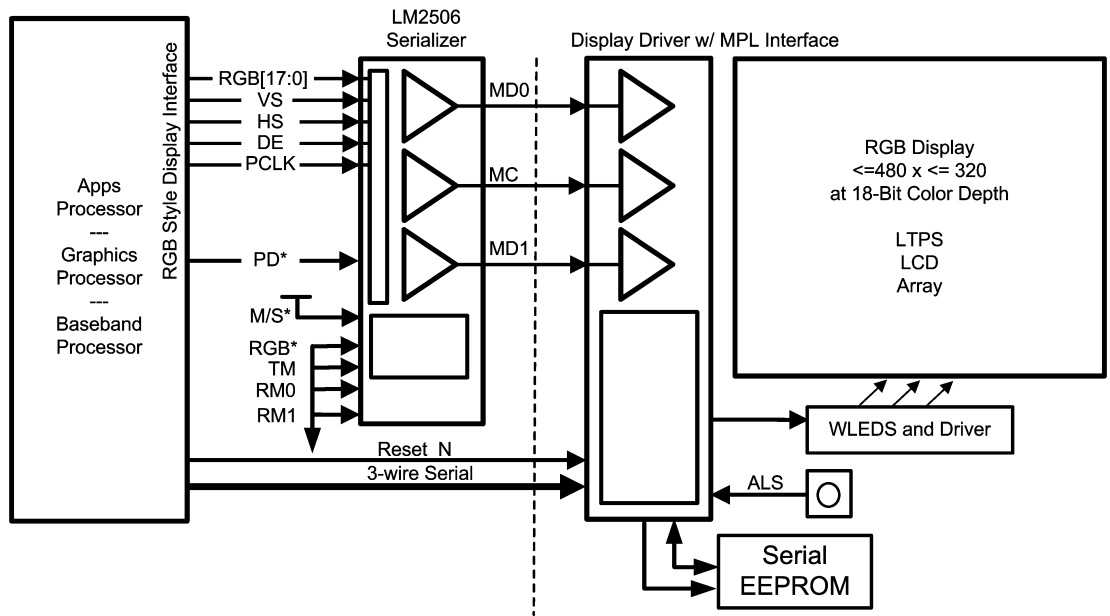 LM2506
Serializer
Display Driver w/ MPL Interface
RGB Style Display Interface
RGB[17:0]
VS
HS
DE
PCLK
PD*
M/S*
RGB*
TM
RM0
RM1
MD0
MC
MD1
Apps
Processor
---
Graphics
Processor
---
Baseband
Processor
RGB Display
<=480 x <= 320
at 18-Bit Color Depth
LTPS
LCD
Array
WLEDS and Driver
Reset N
3-wire Serial
ALS
Serial
EEPROM